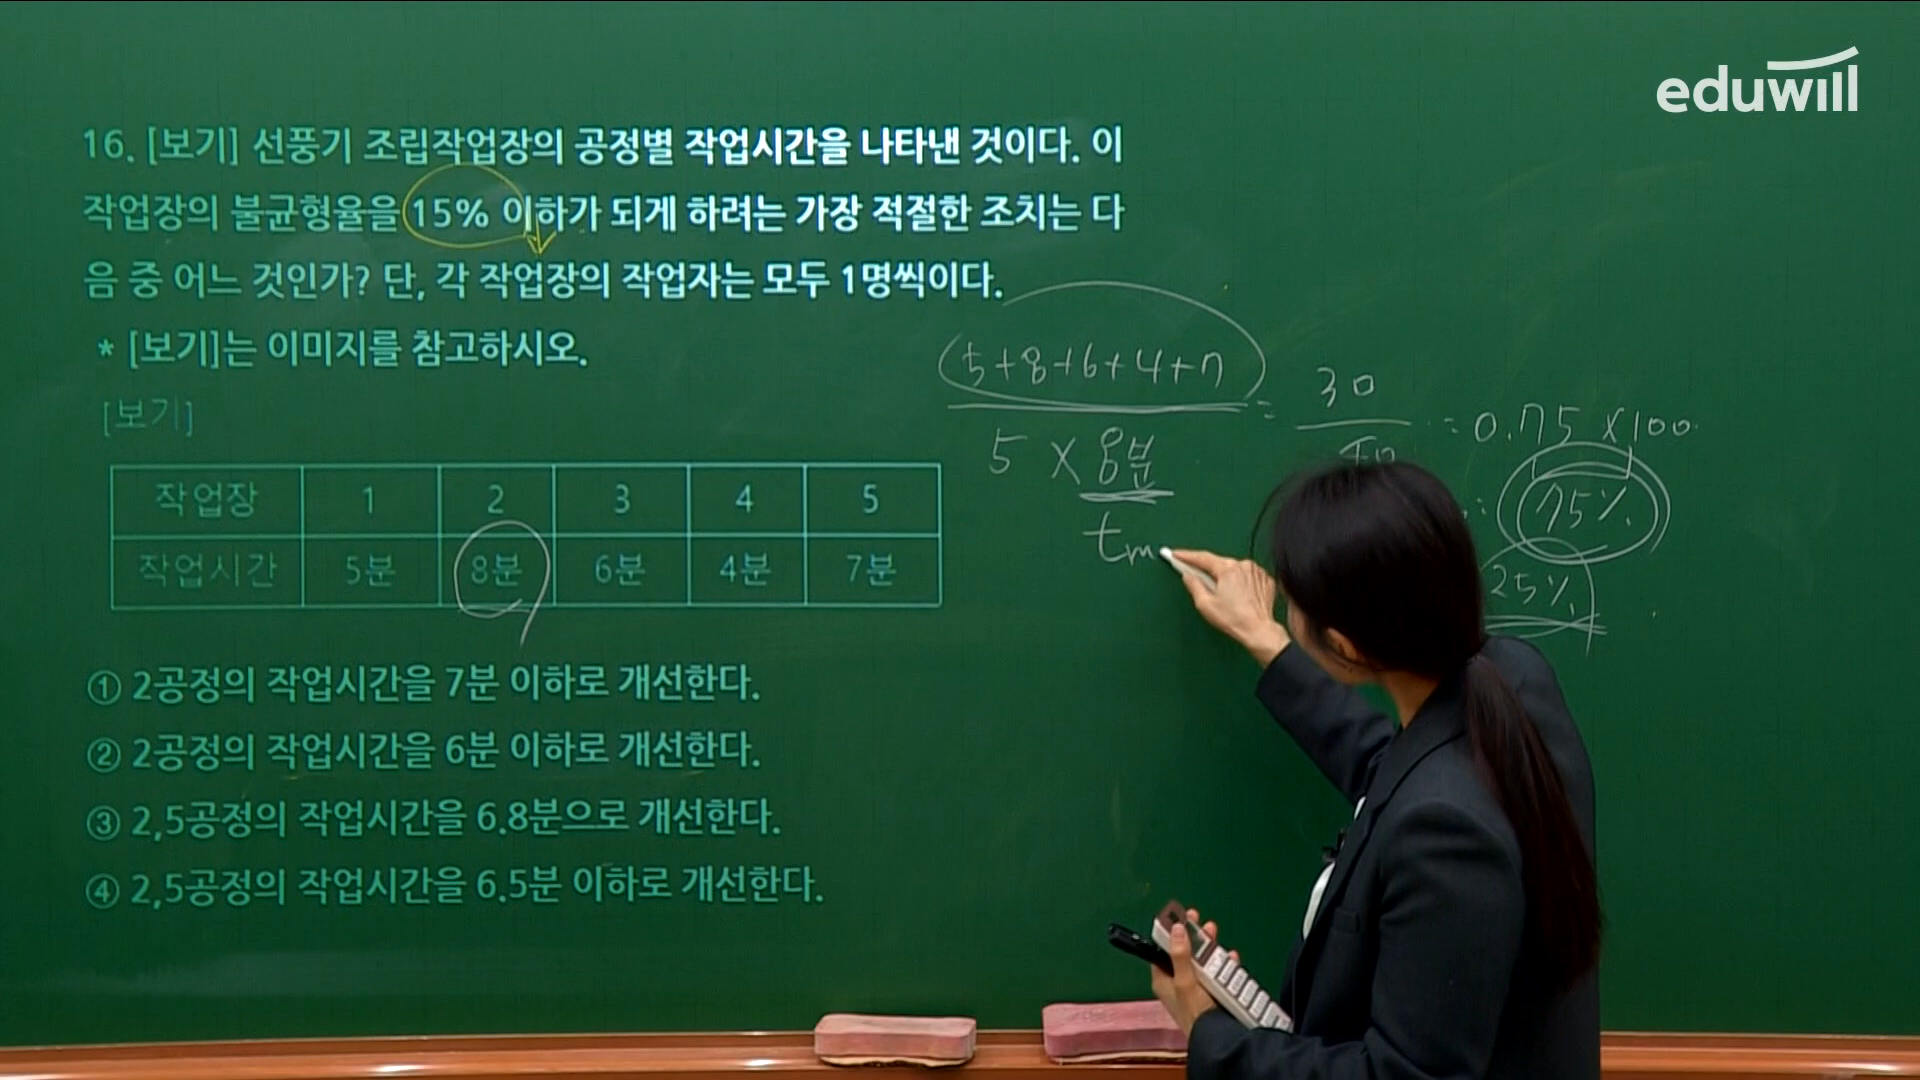 eduwill
16. [보기] 선풍기 조립작업장의 공정별 작업시간을 나타낸 것이다. 이
작업장의 불균형율을 15% 이하가 되게 하려는 가장 적절한 조치는 다
음 중 어느 것인가? 단, 각 작업장의 작업자는 모두 1명씩이다.
* [보기]는 이미지를 참고하시오.
[보기]
작업장 1 2 3 4 5
작업시간 5분 8분 6분 4분 7분
① 2공정의 작업시간을 7분 이하로 개선한다.
② 2공정의 작업시간을 6분 이하로 개선한다.
③ 2,5공정의 작업시간을 6.8분으로 개선한다.
④ 2,5공정의 작업시간을 6.5분 이하로 개선한다.
(5+8+6+4+7) = 30 = 0.75 x100
5 x 8분 40
75%
tm
25%